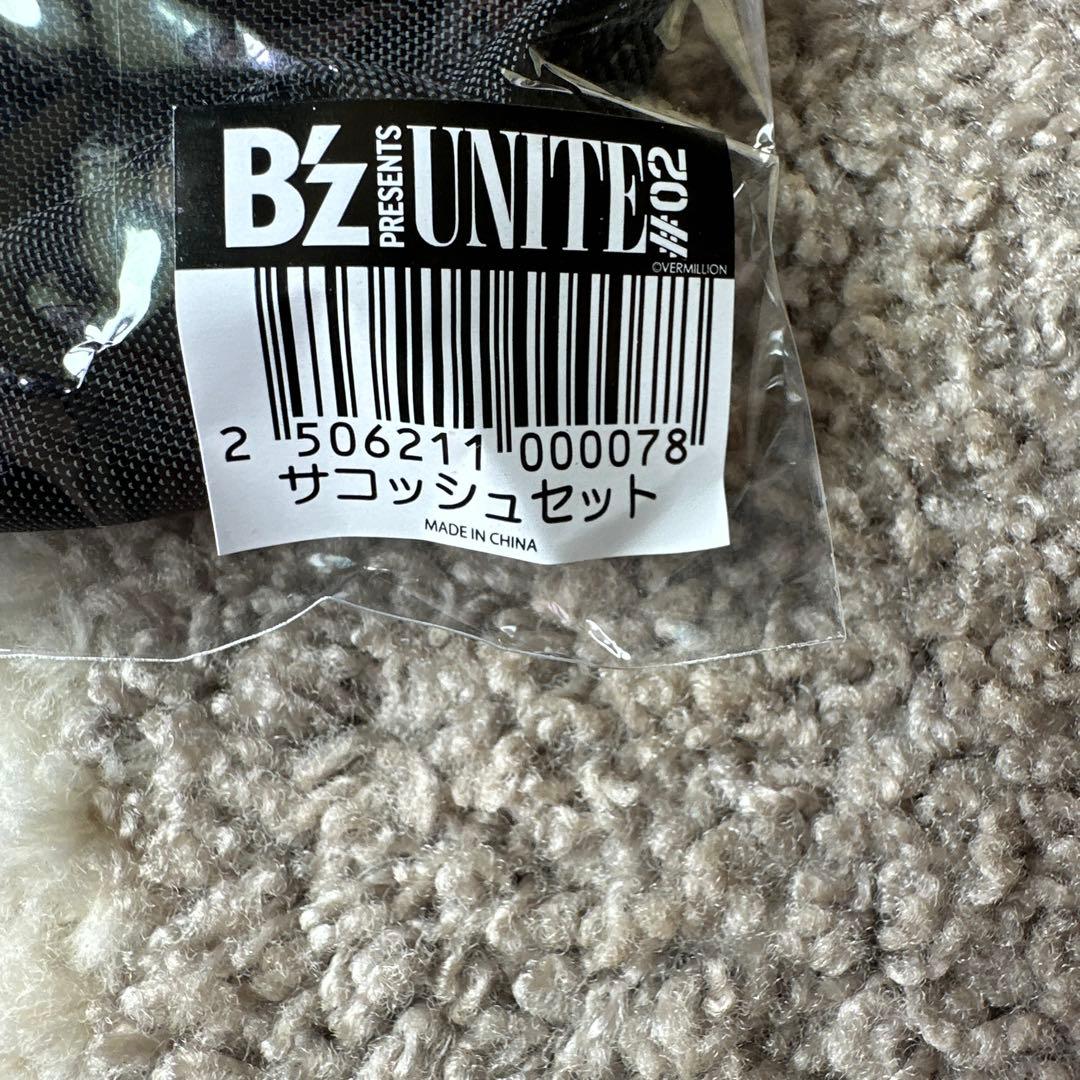 B'z PRESENTS UNITE #02
©VERMILLION
2 506211 000078
サコッシュセット
MADE IN CHINA